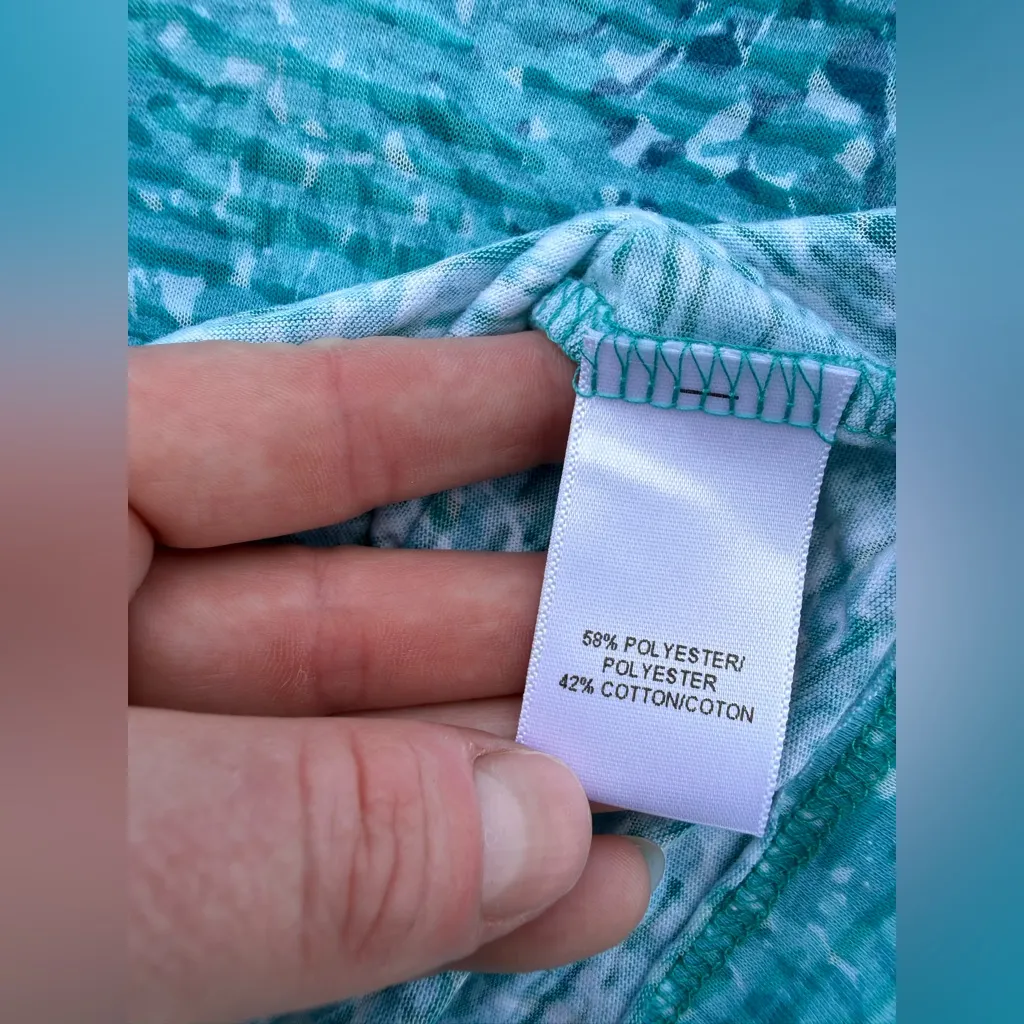 58% POLYESTER/
POLYESTER
42% COTTON/COTON